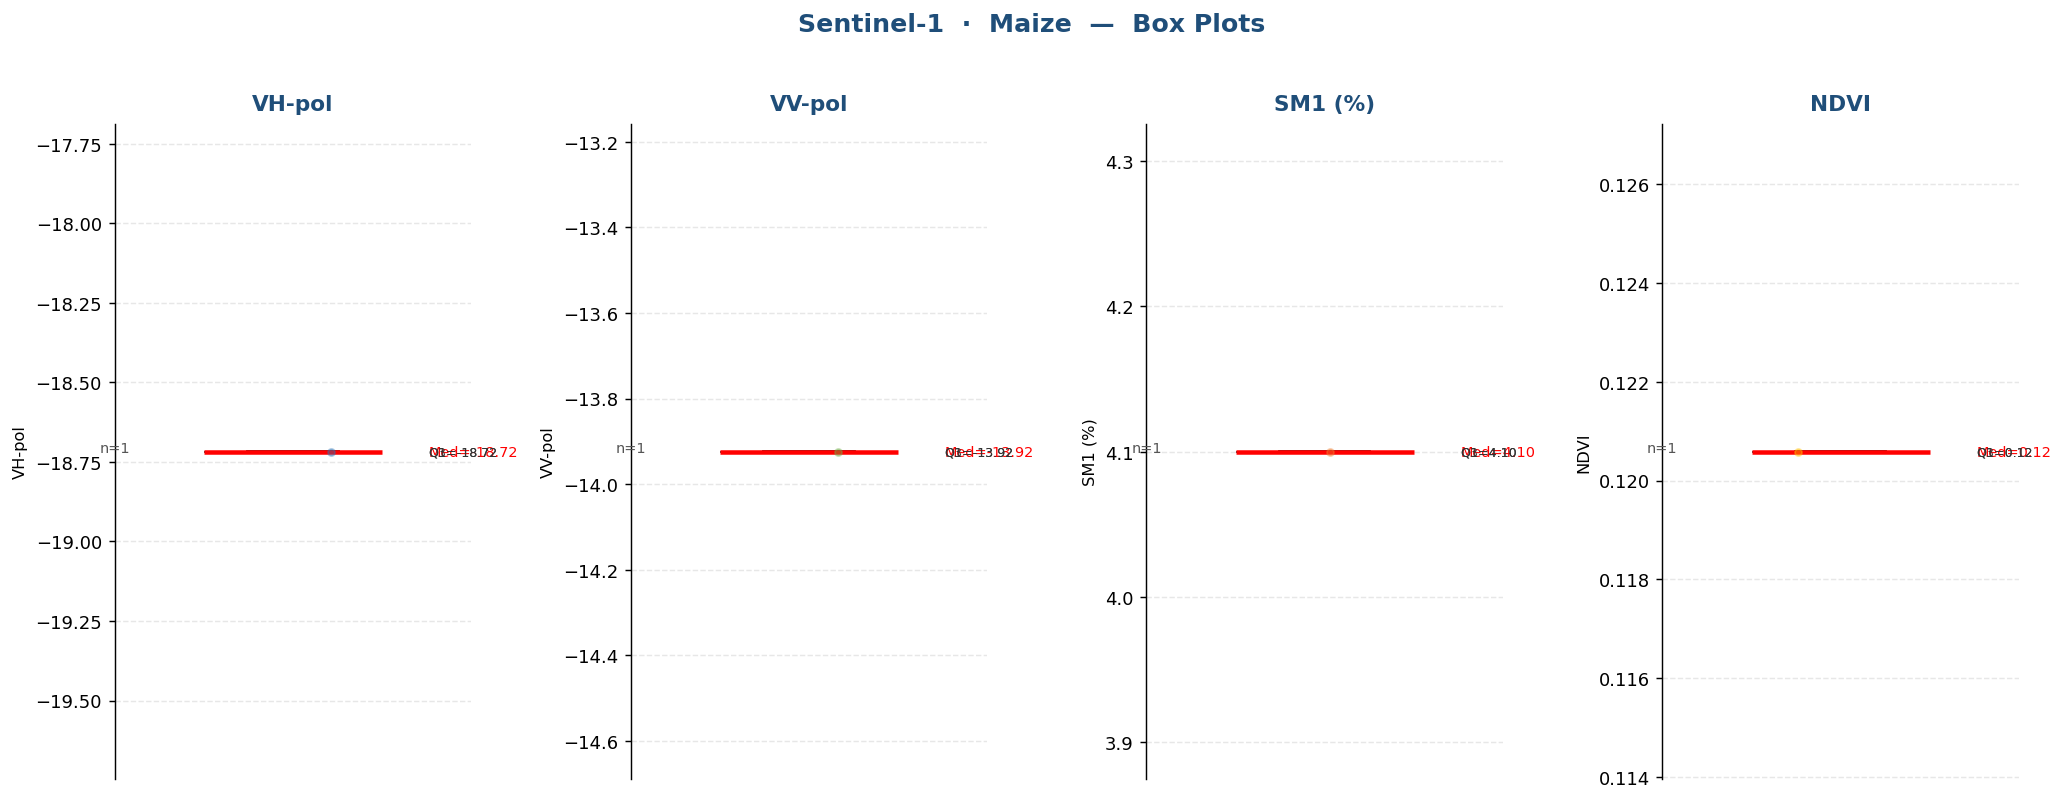 Sentinel-1 · Maize — Box Plots
VH-pol
−17.75
−18.00
−18.25
−18.50
−18.75
−19.00
−19.25
−19.50
VH-pol
n=1
VV-pol
−13.2
−13.4
−13.6
−13.8
−14.0
−14.2
−14.4
−14.6
VV-pol
n=1
SM1 (%)
4.3
4.2
4.1
4.0
3.9
SM1 (%)
n=1
NDVI
0.126
0.124
0.122
0.120
0.118
0.116
0.114
NDVI
n=1